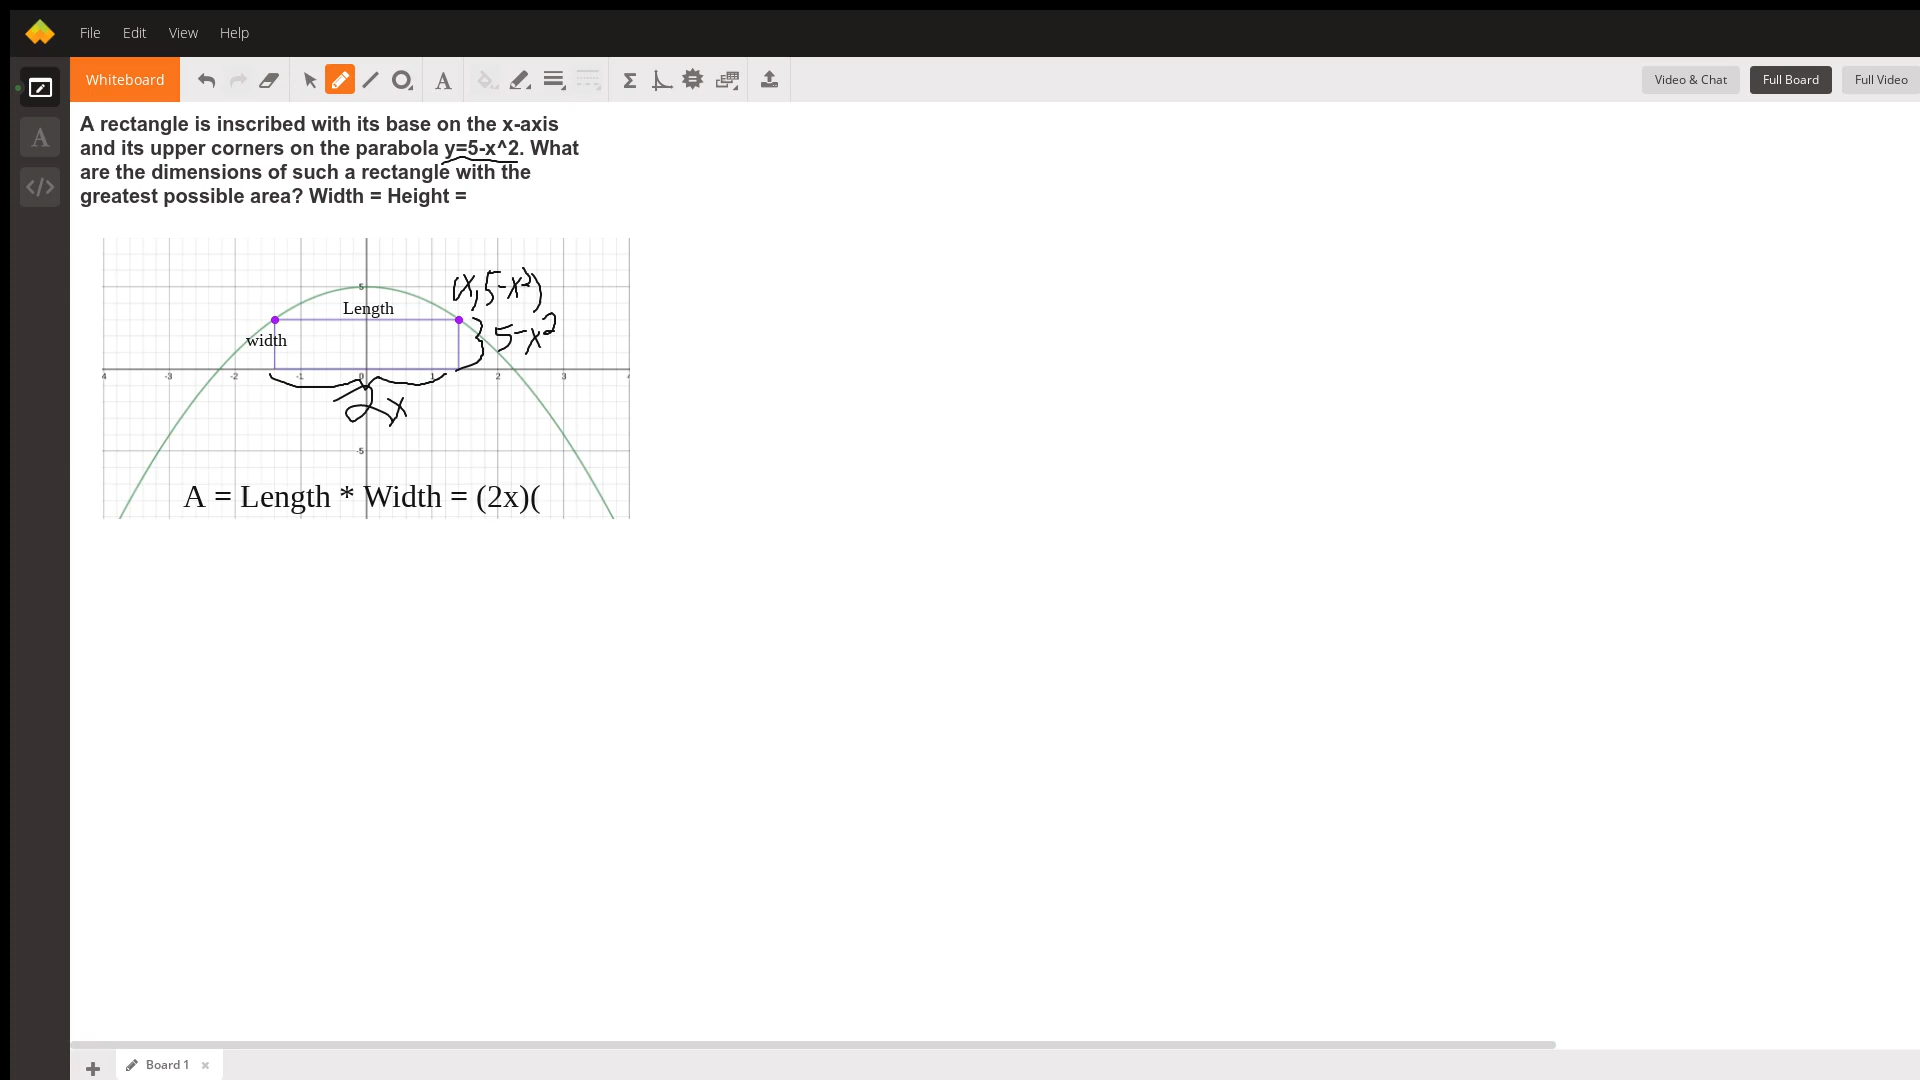 File Edit View Help
Whiteboard A Σ Video & Chat Full Board Full Video
A </>
A rectangle is inscribed with its base on the x-axis
and its upper corners on the parabola y=5-x^2. What
are the dimensions of such a rectangle with the
greatest possible area? Width = Height =
(x, 5-x²)
5
Length
5-x²
width
4 -3 -2 -1 0 1 2 3
2x
-5
A = Length * Width = (2x)(
Board 1